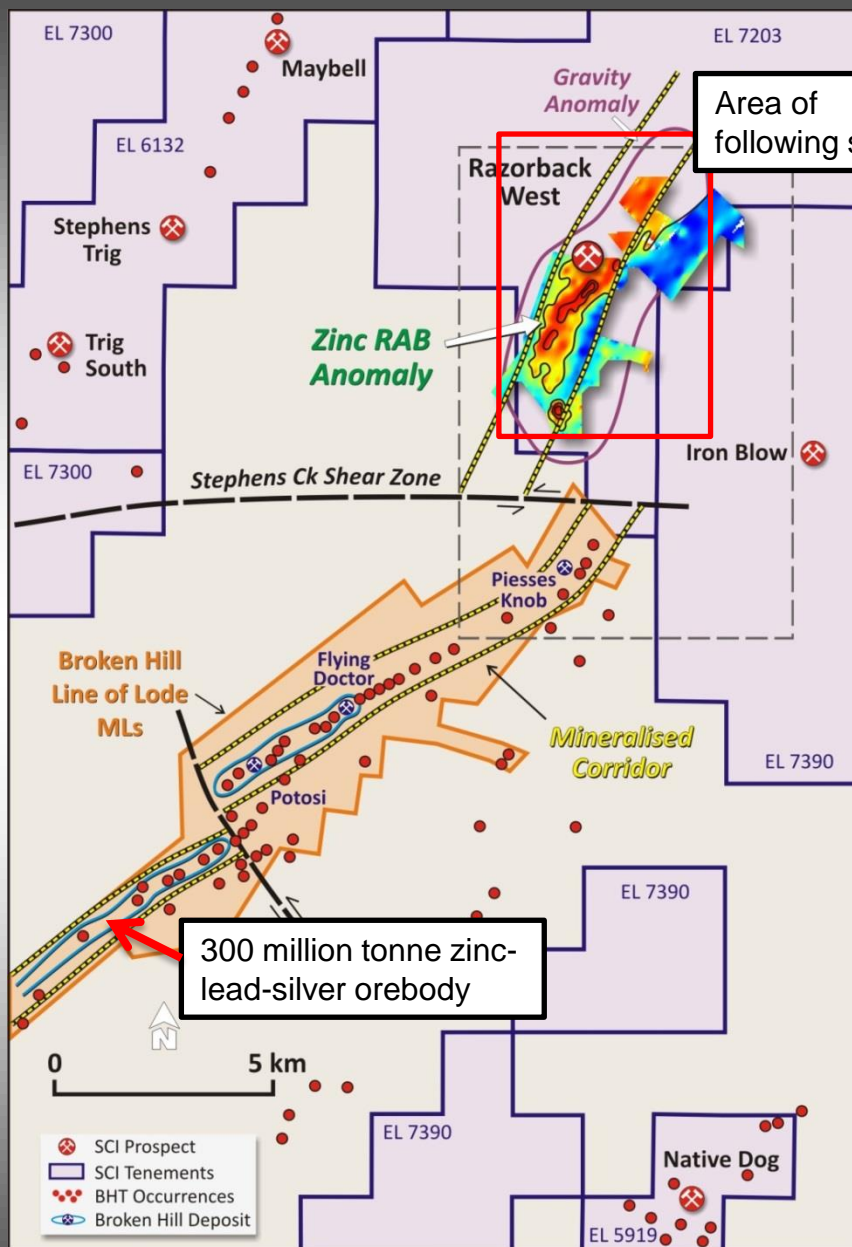 EL 7300
Maybell
EL 7203
Gravity
Anomaly
Area of
following s
EL 6132
Razorback
West
Stephens
Trig
Trig
South
Zinc RAB
Anomaly
EL 7300
Iron Blow
Stephens Ck Shear Zone
Piesses
Knob
Broken Hill
Line of Lode
MLs
Flying
Doctor
Mineralised
Corridor
EL 7390
Potosi
EL 7390
300 million tonne zinc-
lead-silver orebody
N
0 5 km
EL 7390
SCI Prospect
SCI Tenements
BHT Occurrences
Broken Hill Deposit
Native Dog
EL 5919